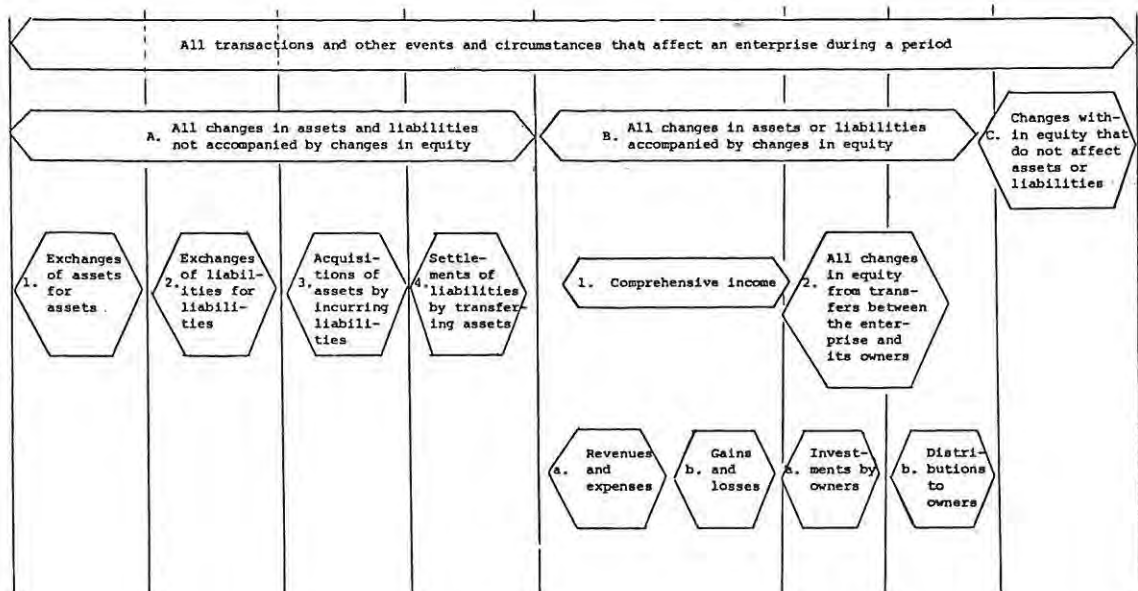 All transactions and other events and circumstances that affect an enterprise during a period
A. All changes in assets and liabilities
not accompanied by changes in equity
B. All changes in assets or liabilities
accompanied by changes in equity
C. Changes with-
in equity that
do not affect
assets or
liabilities
1. Exchanges
of assets
for
assets
2. Exchanges
of liabil-
ities for
liabili-
ties
3. Acquisi-
tions of
assets by
incurring
liabili-
ties
4. Settle-
ments of
liabilities
by transfer-
ing assets
1. Comprehensive income
2. All changes
in equity
from trans-
fers between
the enter-
prise and
its owners
a. Revenues
and
expenses
b. Gains
and
losses
a. Invest-
ments by
owners
b. Distri-
butions
to
owners